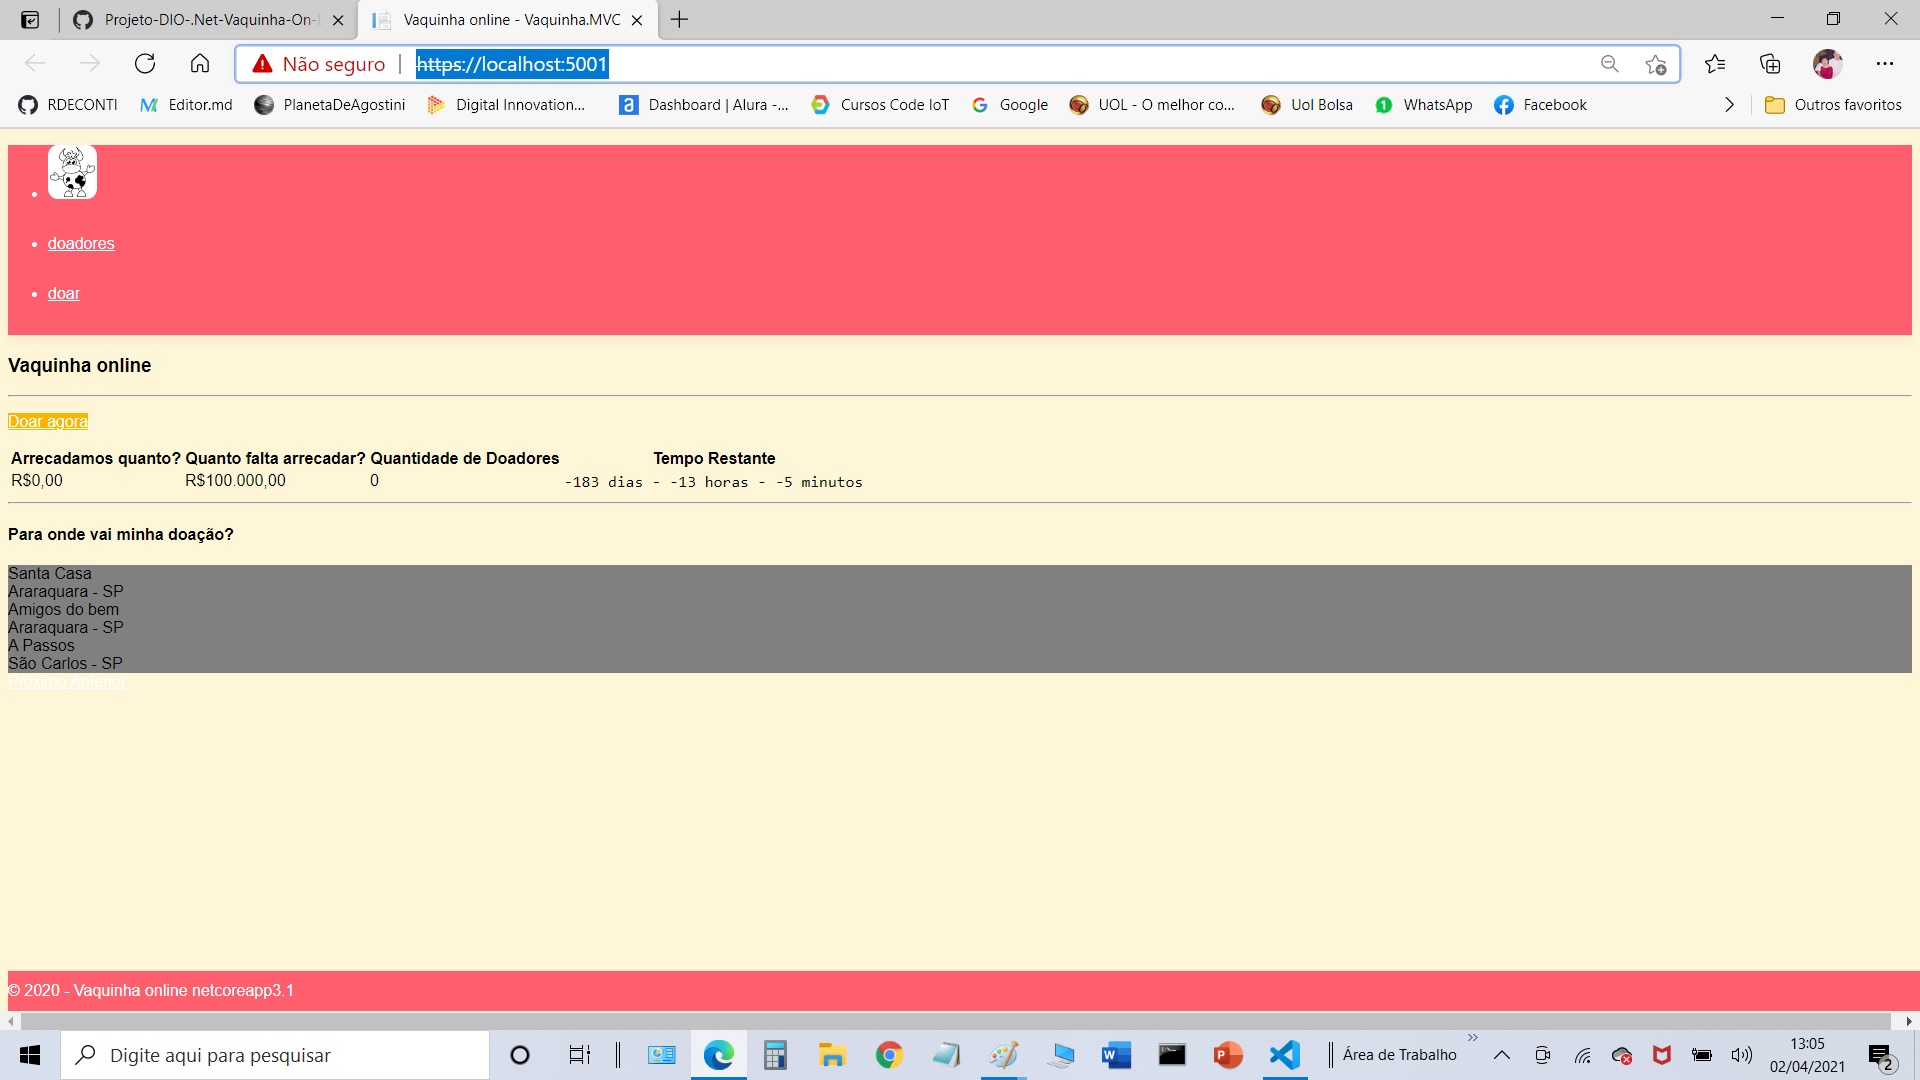 Projeto-DIO-.Net-Vaquinha-On-
Vaquinha online - Vaquinha.MVC
Não seguro
https://localhost:5001
RDECONTI
Editor.md
PlanetaDeAgostini
Digital Innovation...
Dashboard | Alura -...
Cursos Code IoT
Google
UOL - O melhor co...
Uol Bolsa
WhatsApp
Facebook
Outros favoritos
doadores
doar
Vaquinha online
Doar agora
Arrecadamos quanto? Quanto falta arrecadar? Quantidade de Doadores Tempo Restante
R$0,00 R$100.000,00 0 -183 dias - -13 horas - -5 minutos
Para onde vai minha doação?
Santa Casa
Araraquara - SP
Amigos do bem
Araraquara - SP
A Passos
São Carlos - SP
Próximo Anterior
© 2020 - Vaquinha online netcoreapp3.1
Digite aqui para pesquisar
Área de Trabalho
13:05
02/04/2021
2